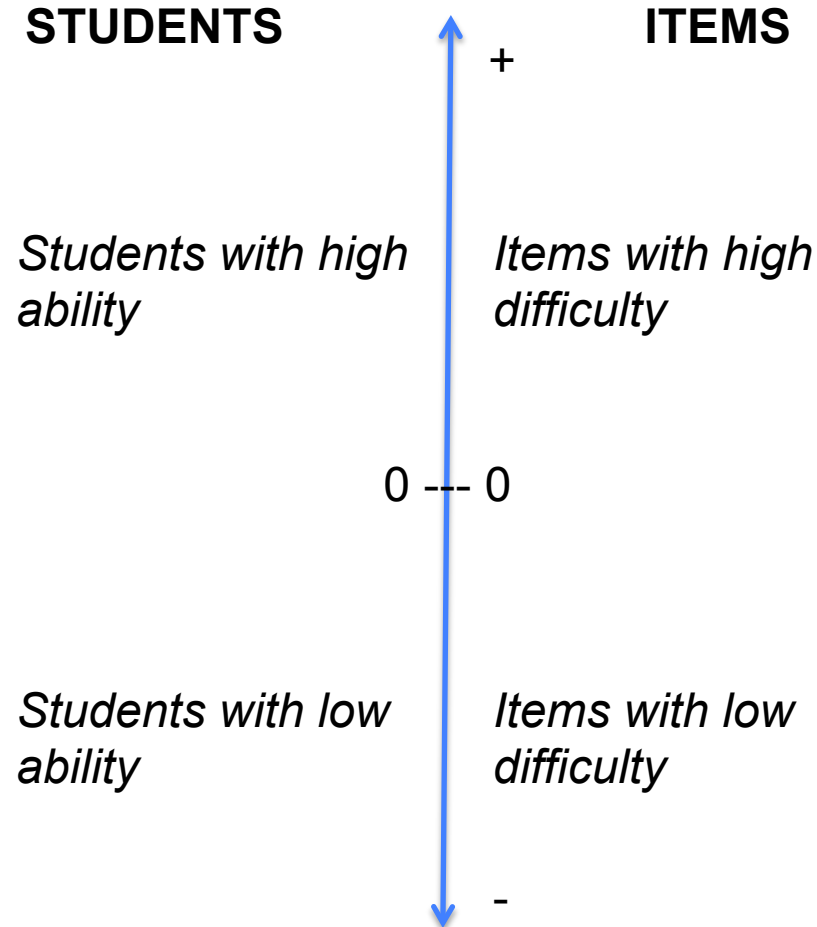 STUDENTS ITEMS
+
Students with high Items with high
ability difficulty
0 --- 0
Students with low Items with low
ability difficulty
-